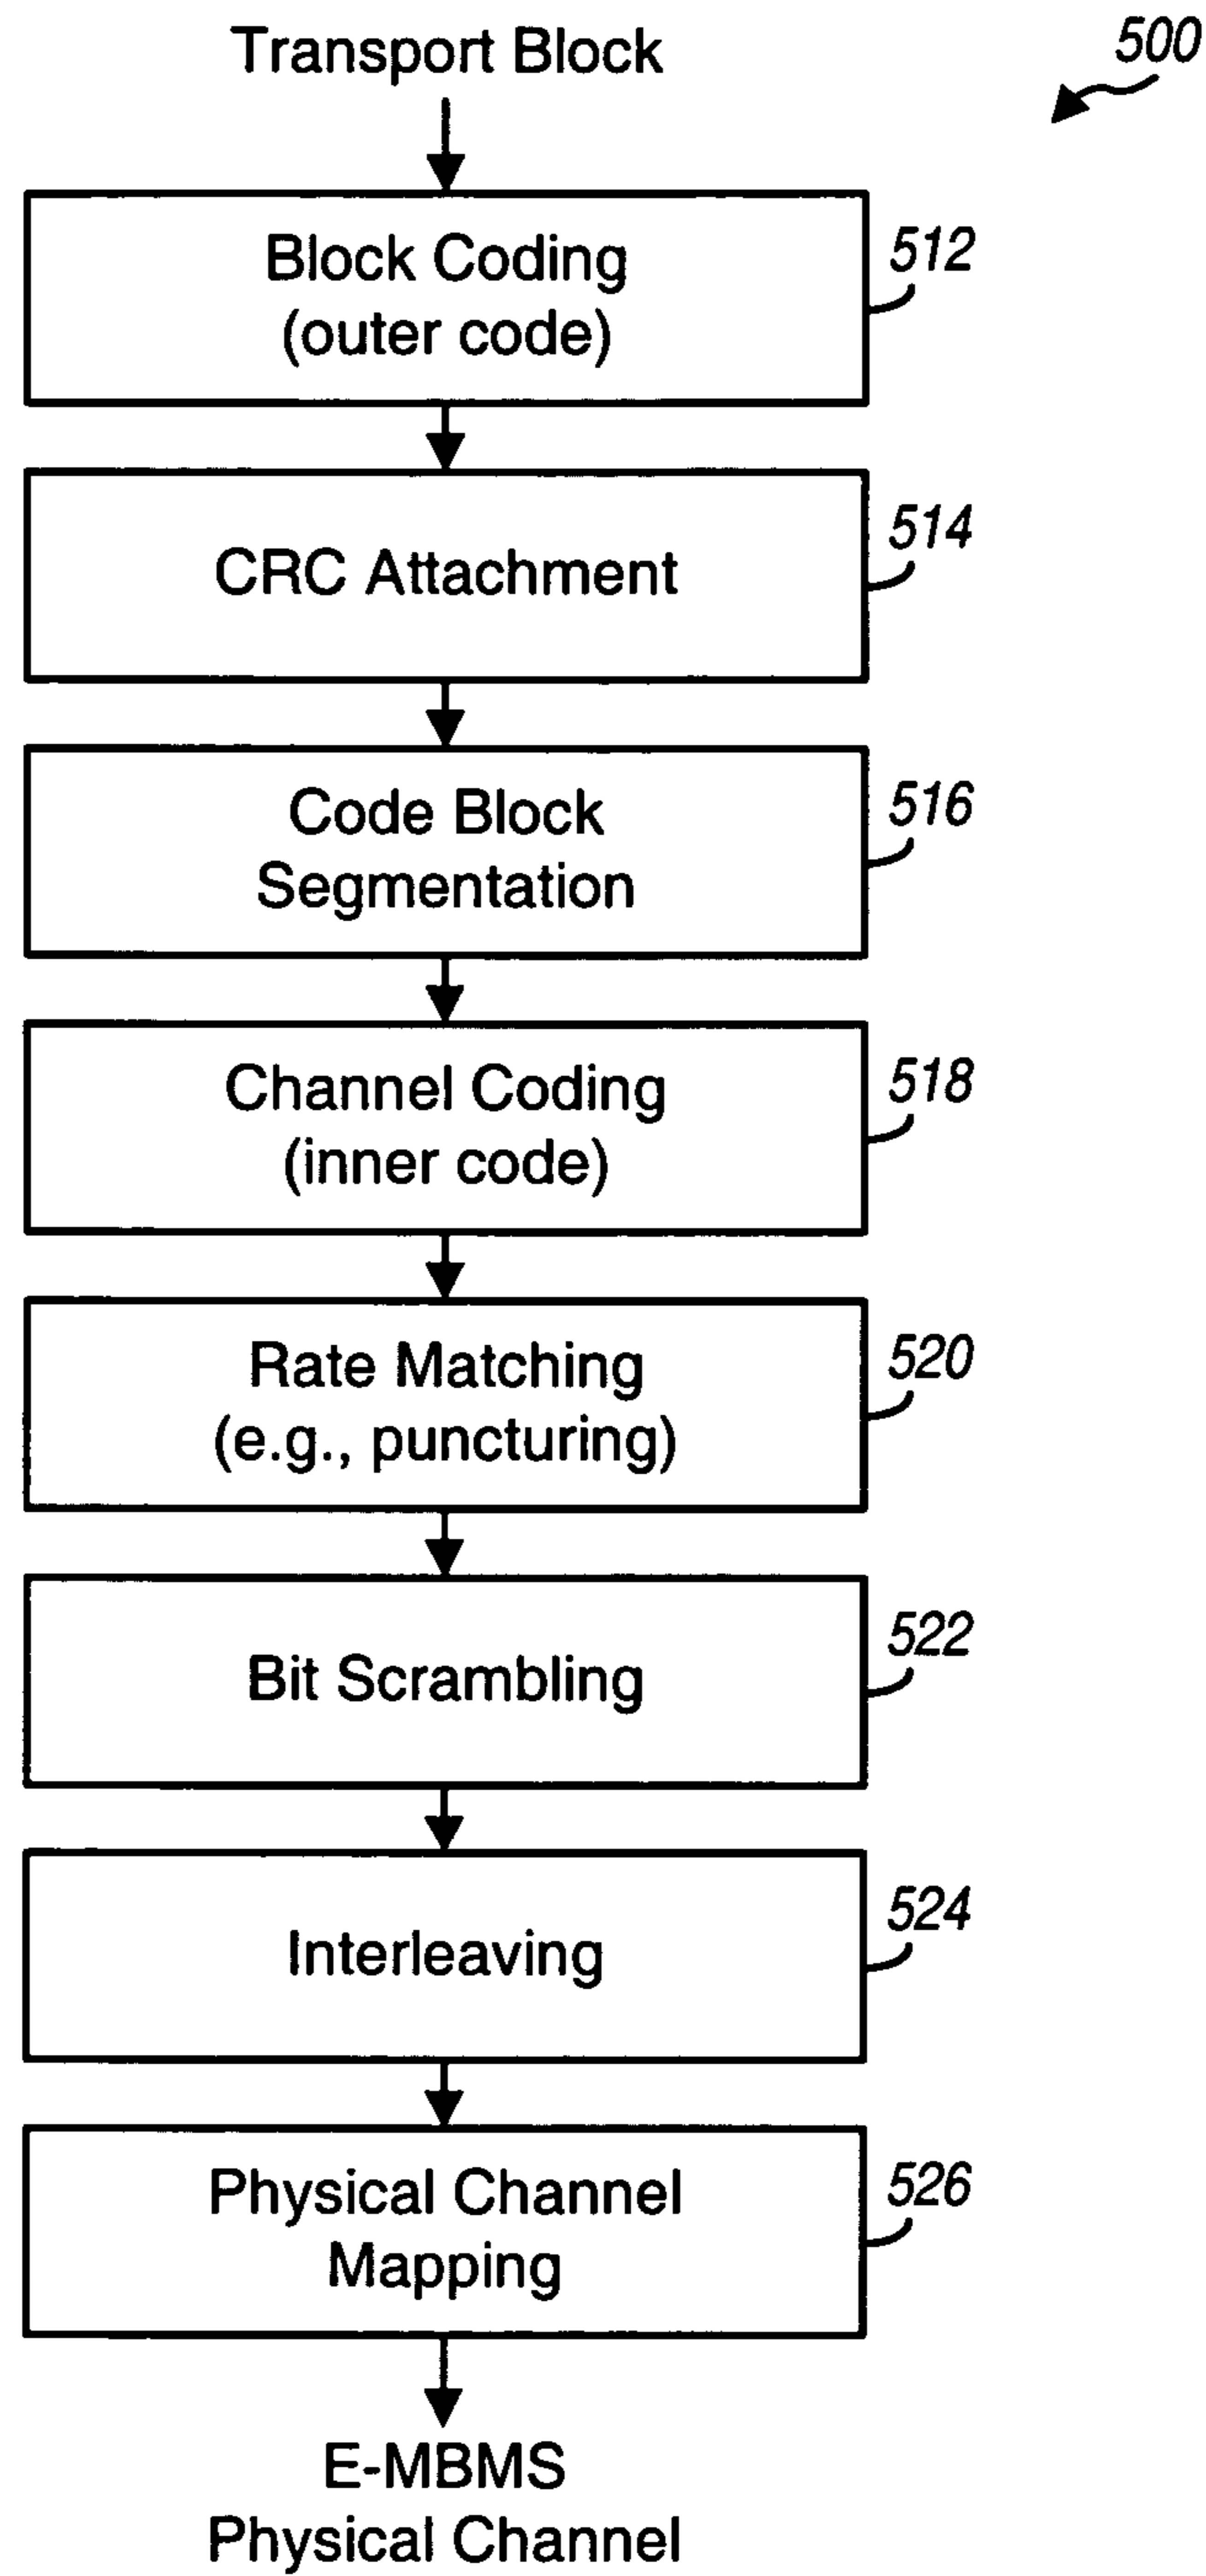 Transport Block
500
Block Coding
(outer code)
512
CRC Attachment
514
Code Block
Segmentation
516
Channel Coding
(inner code)
518
Rate Matching
(e.g., puncturing)
520
Bit Scrambling
522
Interleaving
524
Physical Channel
Mapping
526
E-MBMS
Physical Channel